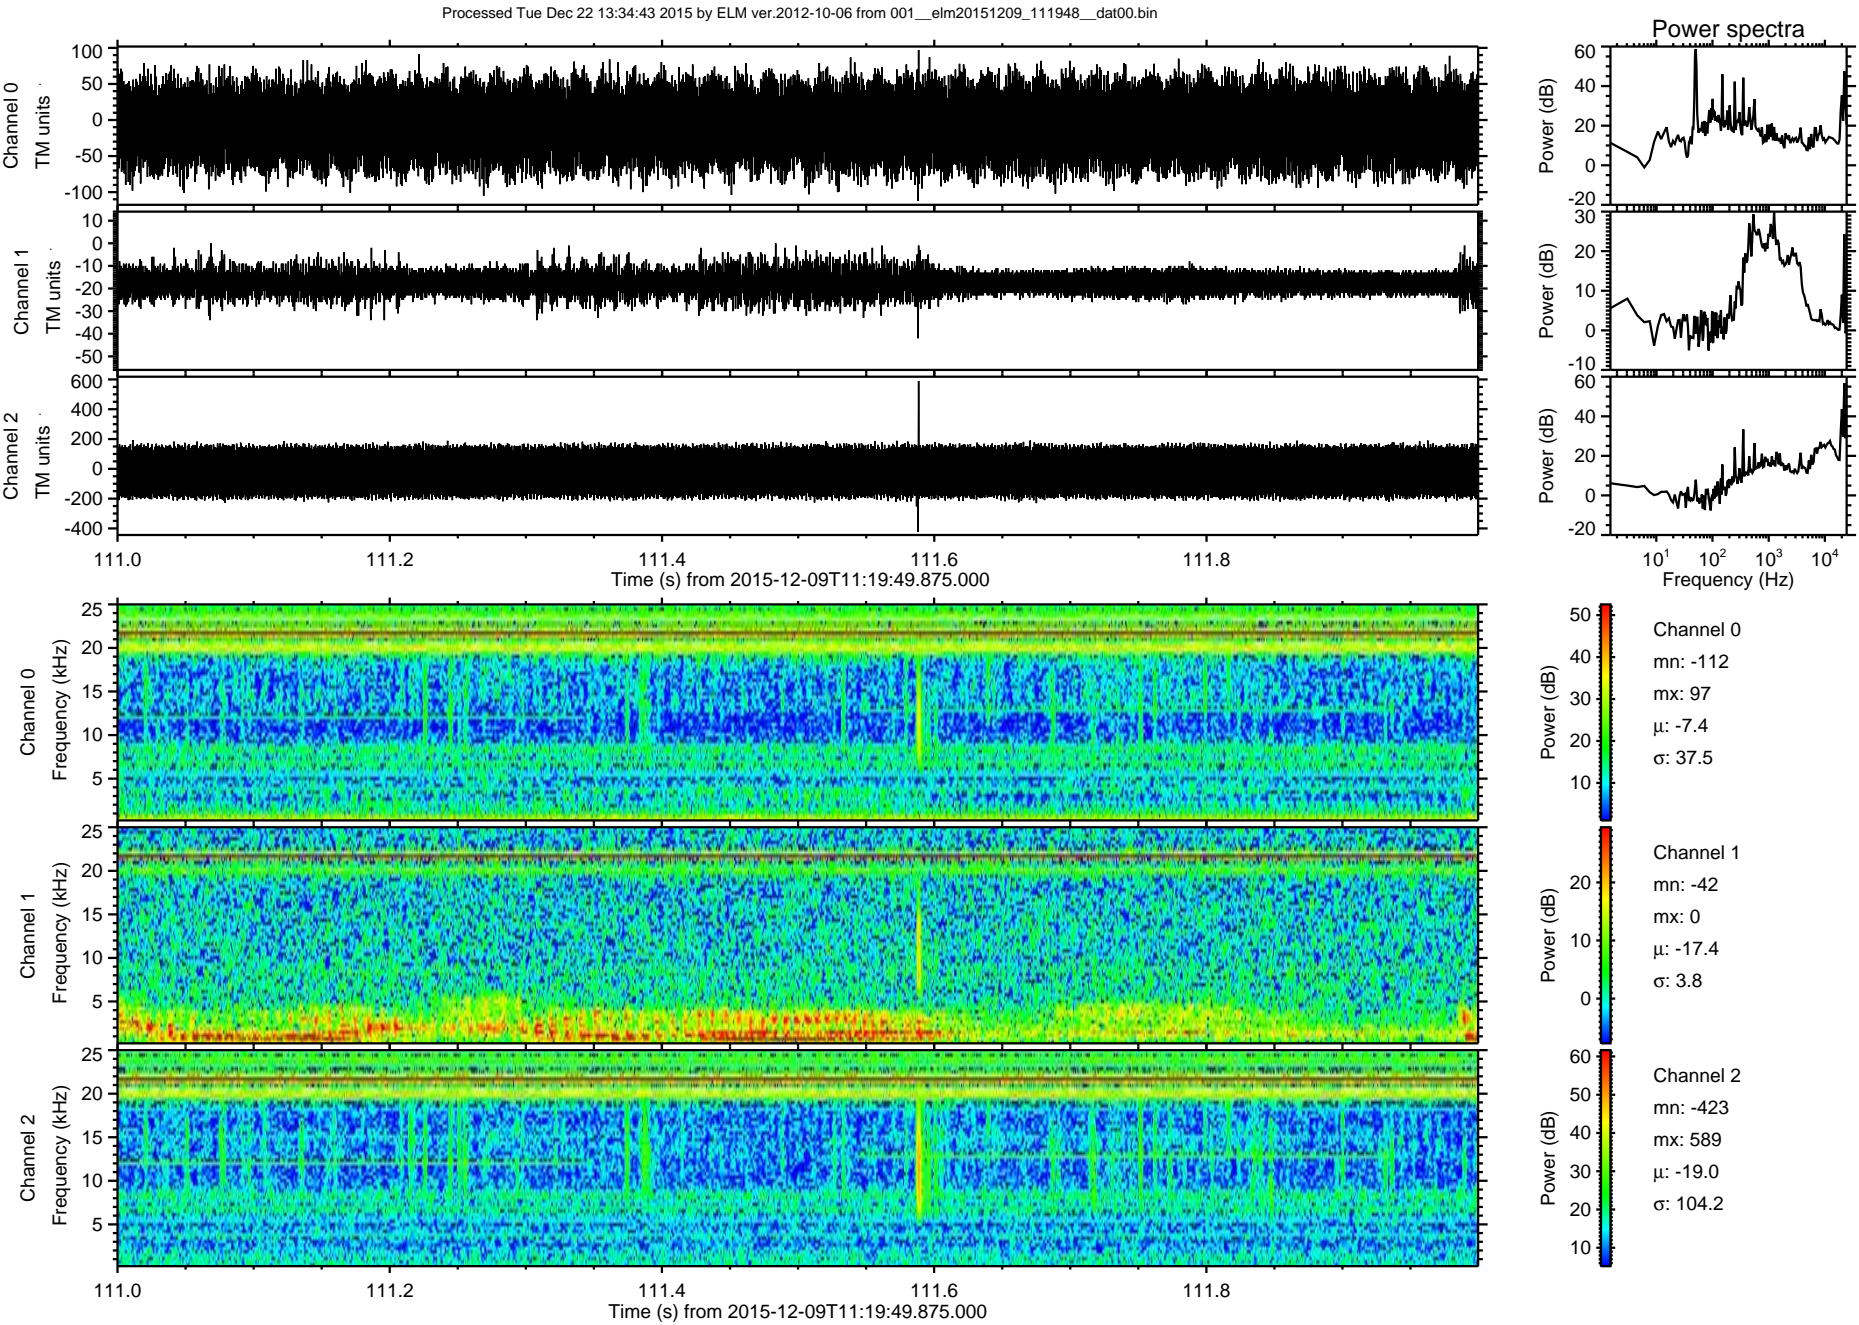 Processed Tue Dec 22 13:34:43 2015 by ELM ver.2012-10-06 from 001__elm20151209_111948__dat00.bin
Power spectra
Channel 0
TM units
100
50
0
-50
-100
Power (dB)
60
40
20
0
-20
Channel 1
TM units
10
0
-10
-20
-30
-40
-50
Power (dB)
30
20
10
0
-10
Channel 2
TM units
600
400
200
0
-200
-400
Power (dB)
60
40
20
0
-20
111.0 111.2 111.4 111.6 111.8
Time (s) from 2015-12-09T11:19:49.875.000
10^1 10^2 10^3 10^4
Frequency (Hz)
Channel 0
Frequency (kHz)
25
20
15
10
5
Power (dB)
50
40
30
20
10
Channel 0
mn: -112
mx: 97
μ: -7.4
σ: 37.5
Channel 1
Frequency (kHz)
25
20
15
10
5
Power (dB)
20
10
0
Channel 1
mn: -42
mx: 0
μ: -17.4
σ: 3.8
Channel 2
Frequency (kHz)
25
20
15
10
5
Power (dB)
60
50
40
30
20
10
Channel 2
mn: -423
mx: 589
μ: -19.0
σ: 104.2
111.0 111.2 111.4 111.6 111.8
Time (s) from 2015-12-09T11:19:49.875.000